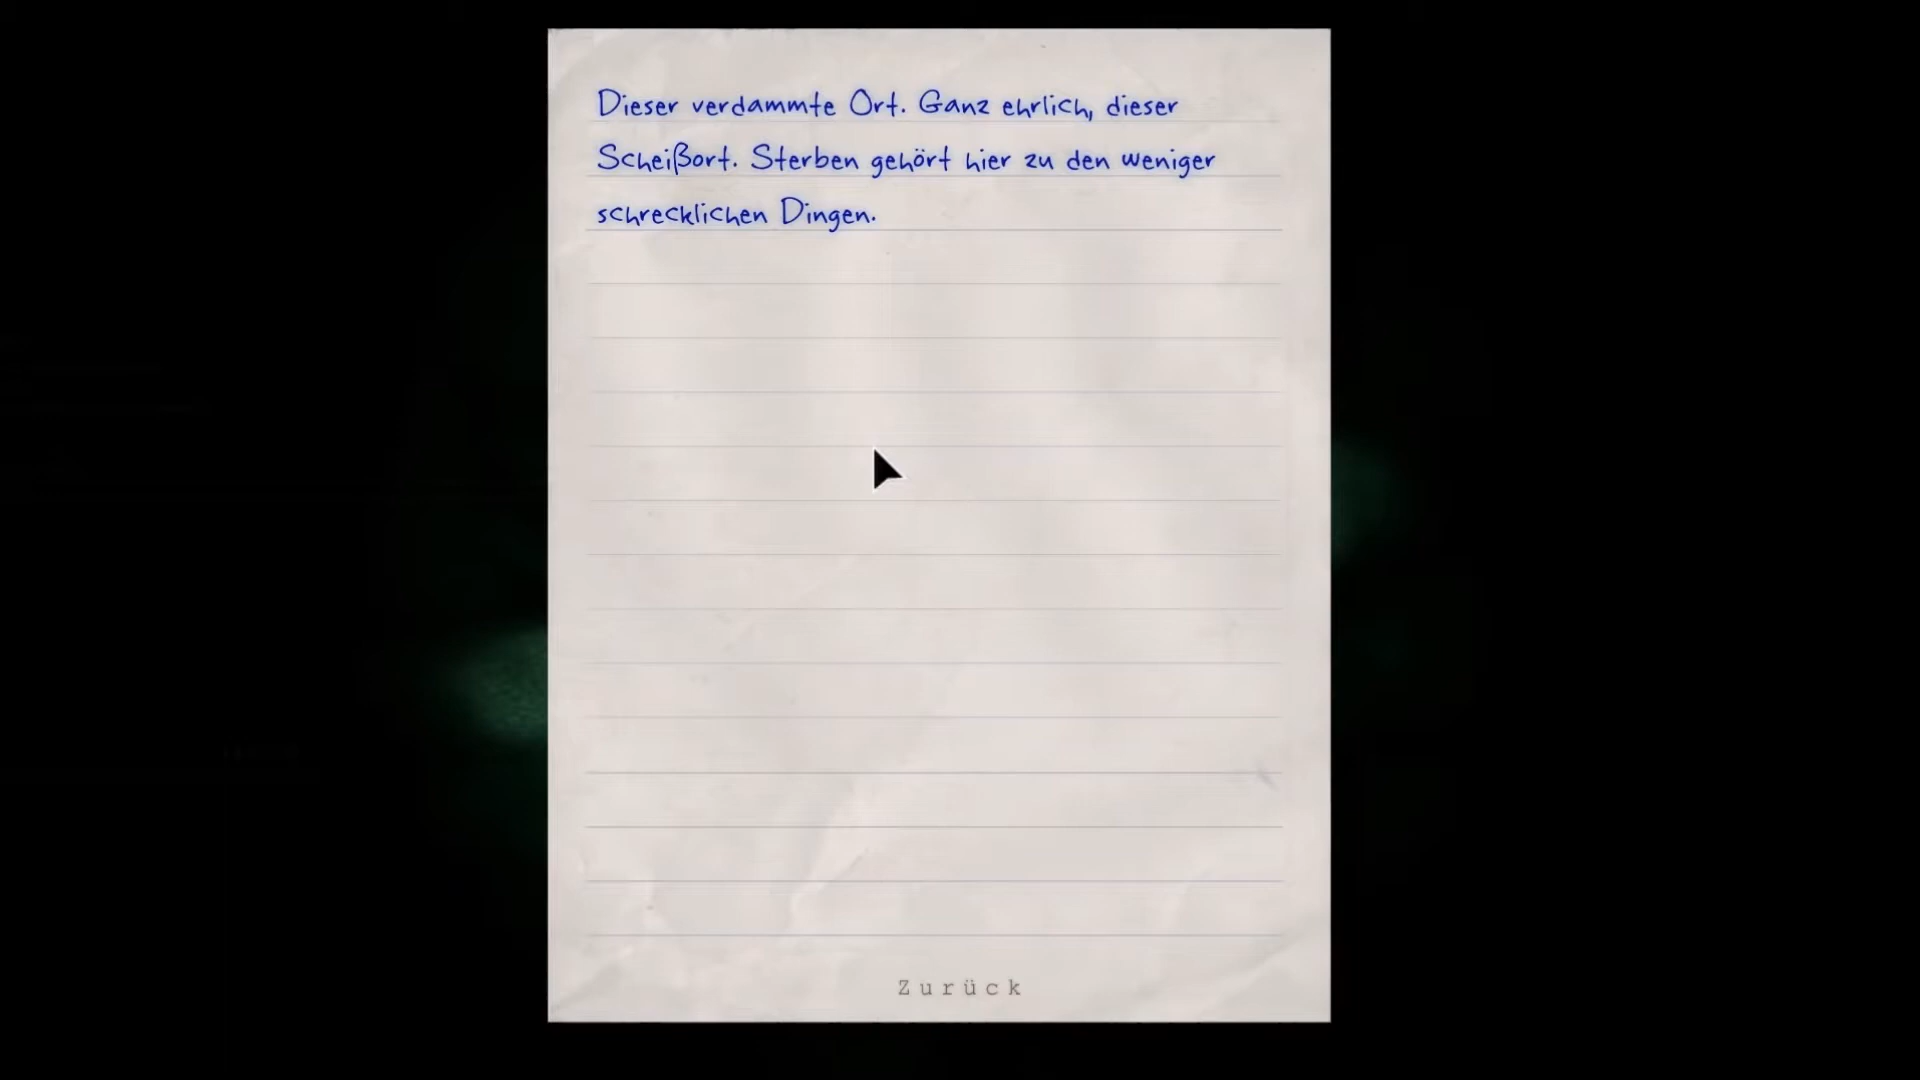 Dieser verdammte Ort. Ganz ehrlich, dieser
Scheißort. Sterben gehört hier zu den weniger
schrecklichen Dingen.
Zurück